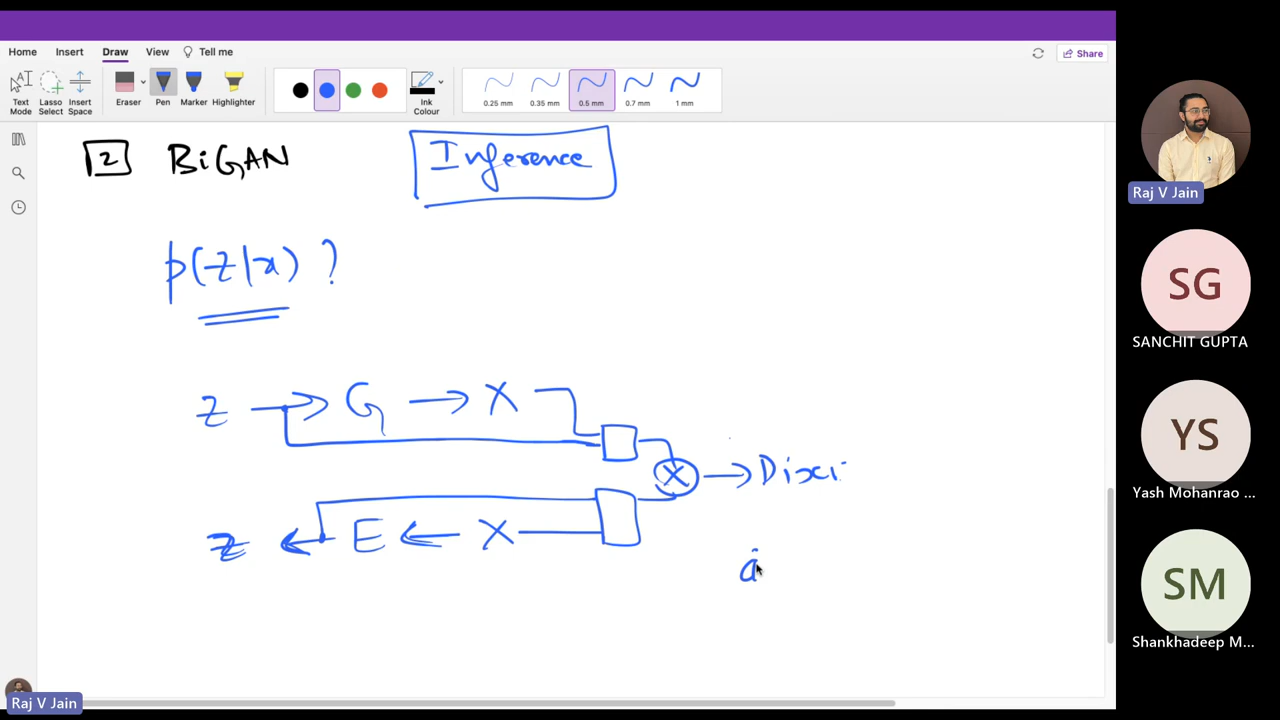 Home Insert Draw View Tell me
Share
Text Mode
Lasso Select
Insert Space
Eraser
Pen
Marker
Highlighter
Ink Colour
0.25 mm
0.35 mm
0.5 mm
0.7 mm
1 mm
2 BiGAN Inference
p(z|x) ?
z → G → X
X → Disci
z ← E ← X
Raj V Jain
SG
SANCHIT GUPTA
YS
Yash Mohanrao ...
SM
Shankhadeep M...
Raj V Jain